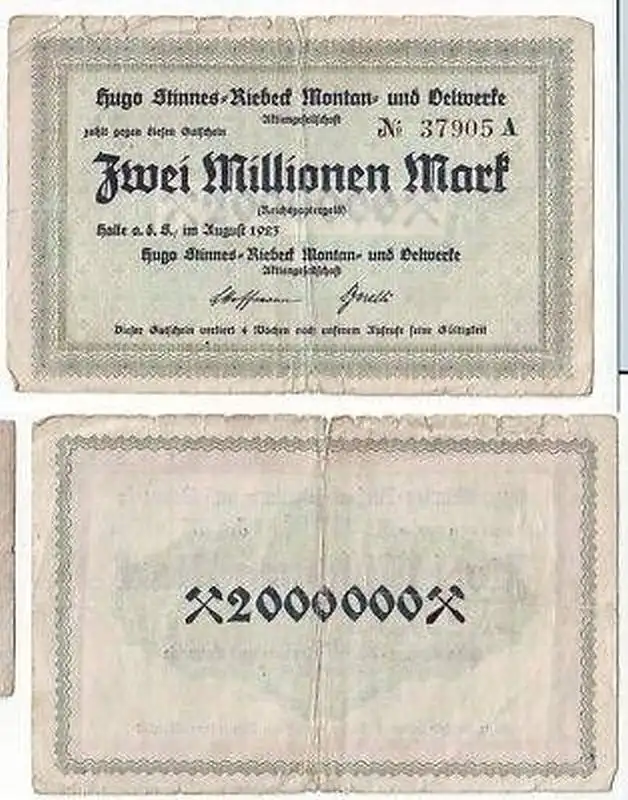 Hugo Stinnes-Riebeck Montan- und Oelwerke
Aktiengesellschaft
zahlt gegen diesen Gutschein № 37905 A
Zwei Millionen Mark
(Reichspapiergeld)
Halle a. d. S., im August 1923
Hugo Stinnes-Riebeck Montan- und Oelwerke
Aktiengesellschaft
Dieser Gutschein verliert 4 Wochen nach unserem Aufrufe seine Gültigkeit
2000000